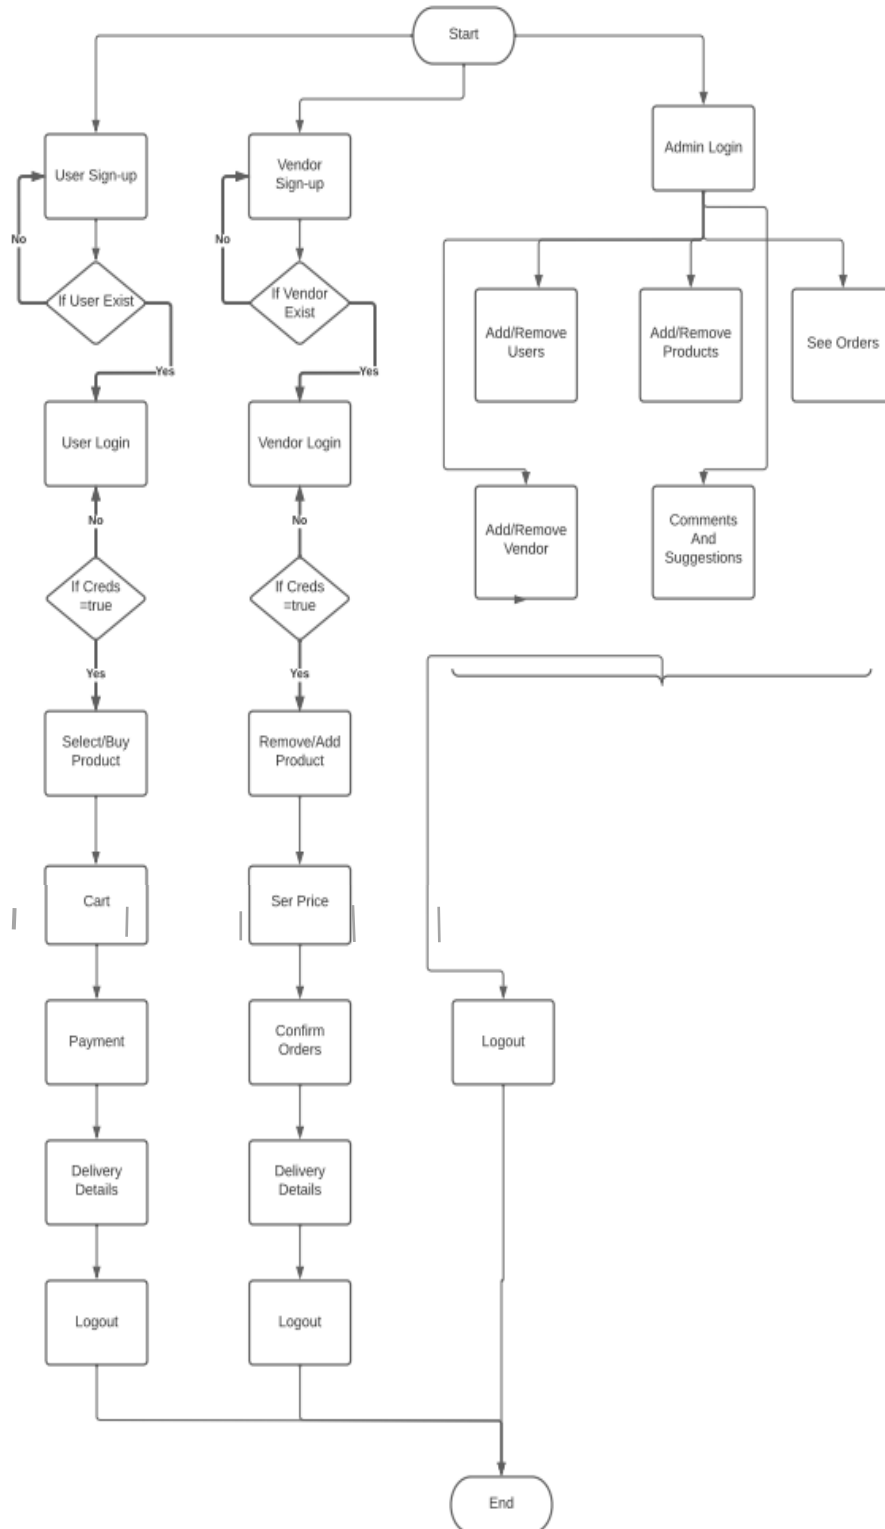 Start
User Sign-up
Vendor
Sign-up
Admin Login
No
No
If User Exist
If Vendor
Exist
Add/Remove
Users
Add/Remove
Products
See Orders
Yes
Yes
User Login
Vendor Login
Add/Remove
Vendor
Comments
And
Suggestions
No
No
If Creds
=true
If Creds
=true
Yes
Yes
Select/Buy
Product
Remove/Add
Product
Cart
Ser Price
Payment
Confirm
Orders
Logout
Delivery
Details
Delivery
Details
Logout
Logout
End